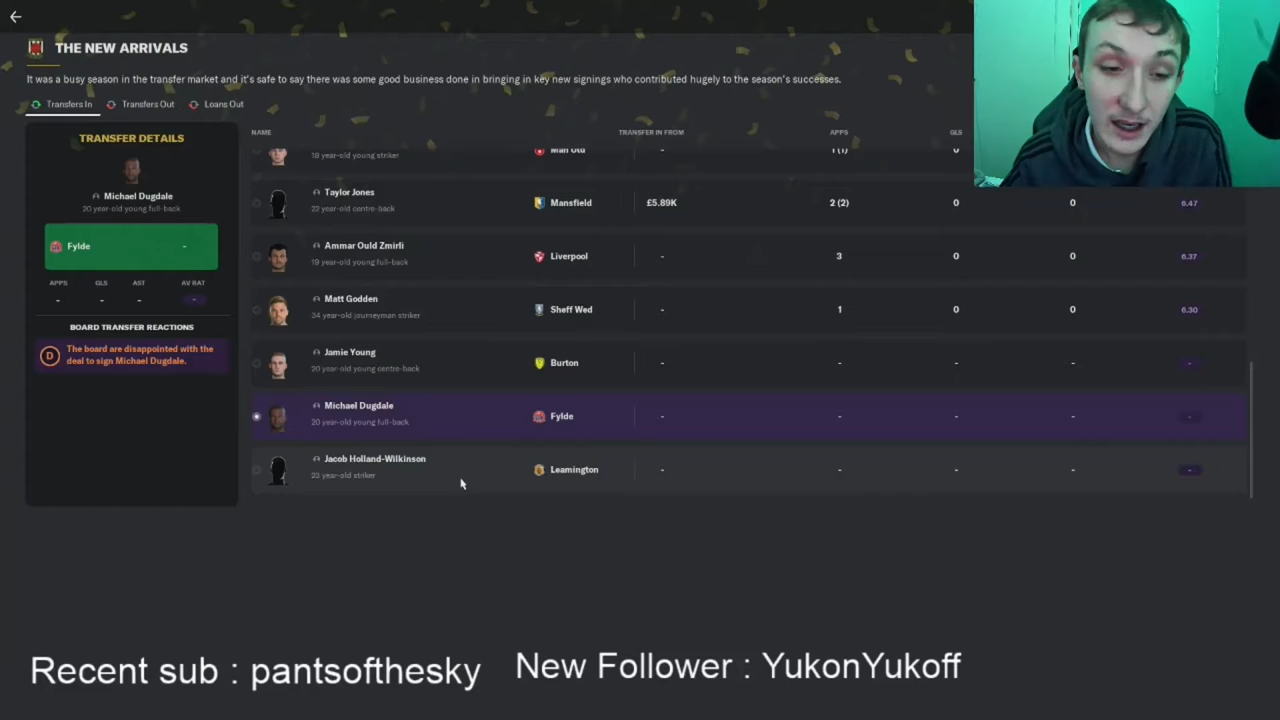 THE NEW ARRIVALS
It was a busy season in the transfer market and it's safe to say there was some good business done in bringing in key new signings who contributed hugely to the season's successes.
Transfers In Transfers Out Loans Out
TRANSFER DETAILS
Michael Dugdale
20 year-old young full-back
Fylde -
APPS GLS AST AV RAT
- - - -
BOARD TRANSFER REACTIONS
D The board are disappointed with the
deal to sign Michael Dugdale.
NAME TRANSFER IN FROM APPS GLS
Man Utd - 1 (1) 0
18 year-old young striker
Taylor Jones
22 year-old centre-back
Mansfield £5.89K 2 (2) 0 0 6.47
Ammar Ould Zmirli
19 year-old young full-back
Liverpool - 3 0 0 6.37
Matt Godden
34 year-old journeyman striker
Sheff Wed - 1 0 0 6.30
Jamie Young
20 year-old young centre-back
Burton - - - - -
Michael Dugdale
20 year-old young full-back
Fylde - - - - -
Jacob Holland-Wilkinson
23 year-old striker
Leamington - - - - -
Recent sub : pantsofthesky
New Follower : YukonYukoff